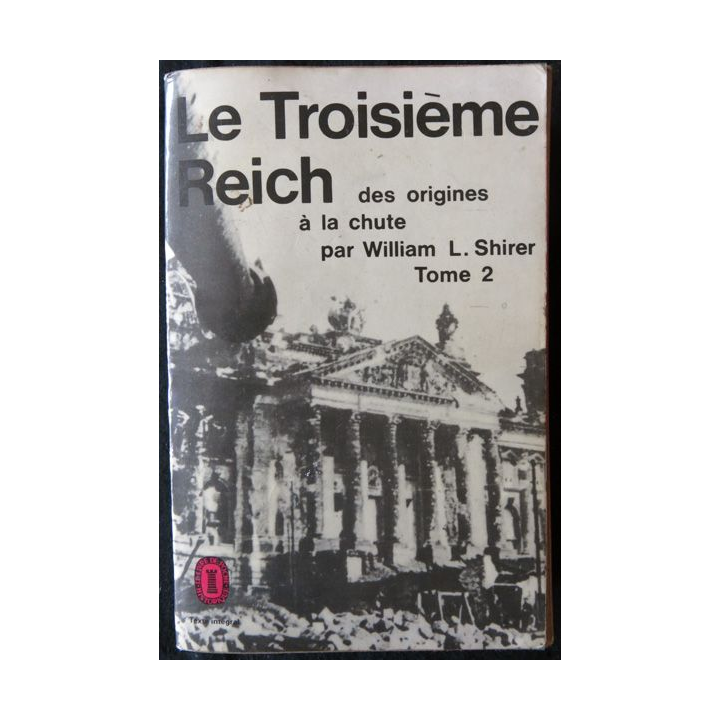 Le Troisième
Reich des origines
à la chute
par William L. Shirer
Tome 2
Texte intégral